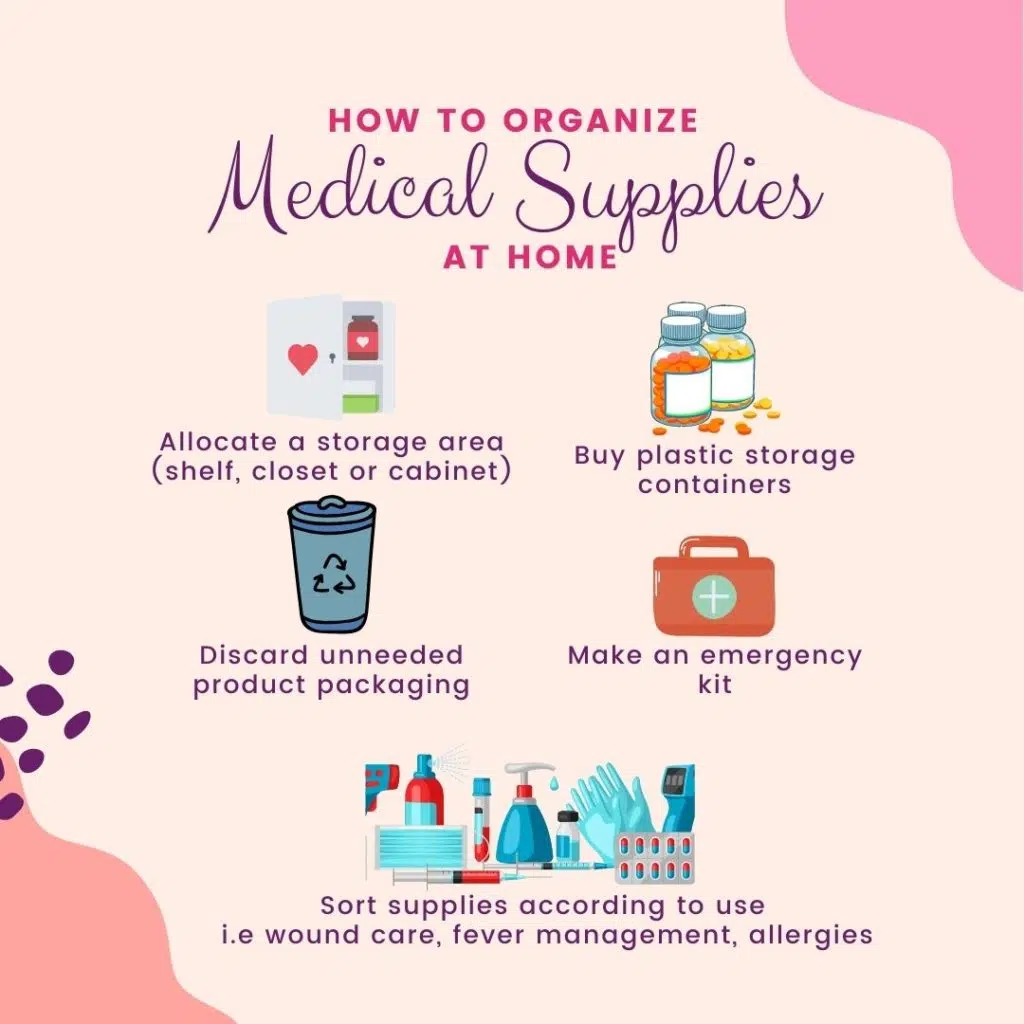 HOW TO ORGANIZE
Medical Supplies
AT HOME
Allocate a storage area
(shelf, closet or cabinet)
Buy plastic storage
containers
Discard unneeded
product packaging
Make an emergency
kit
Sort supplies according to use
i.e wound care, fever management, allergies